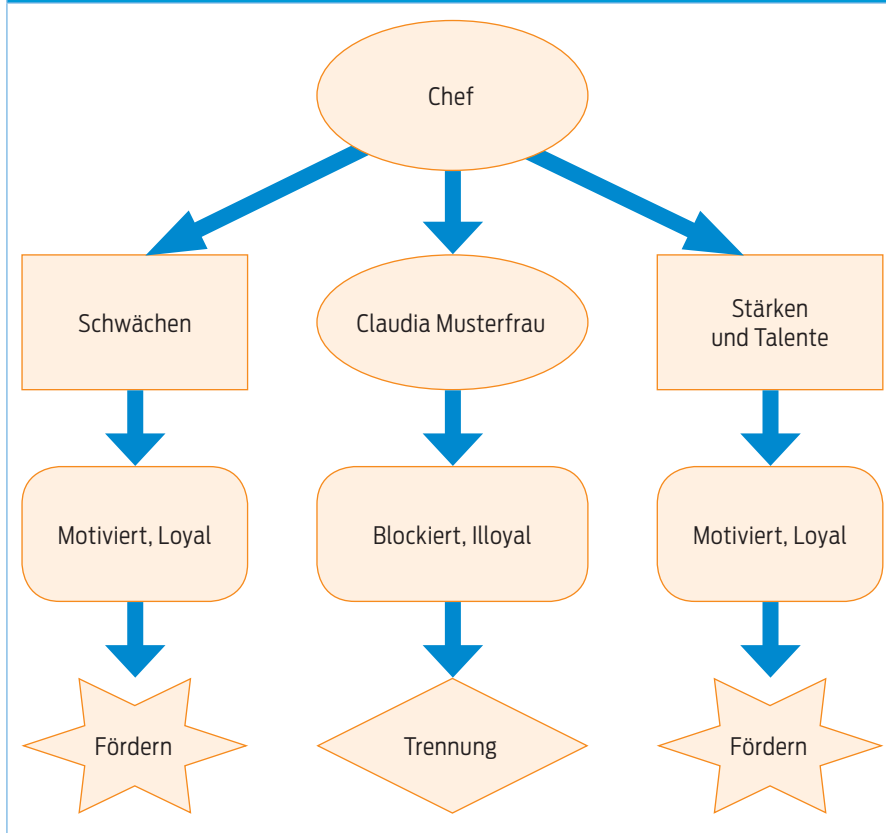 Chef
Schwächen
Claudia Musterfrau
Stärken
und Talente
Motiviert, Loyal
Blockiert, Illoyal
Motiviert, Loyal
Fördern
Trennung
Fördern